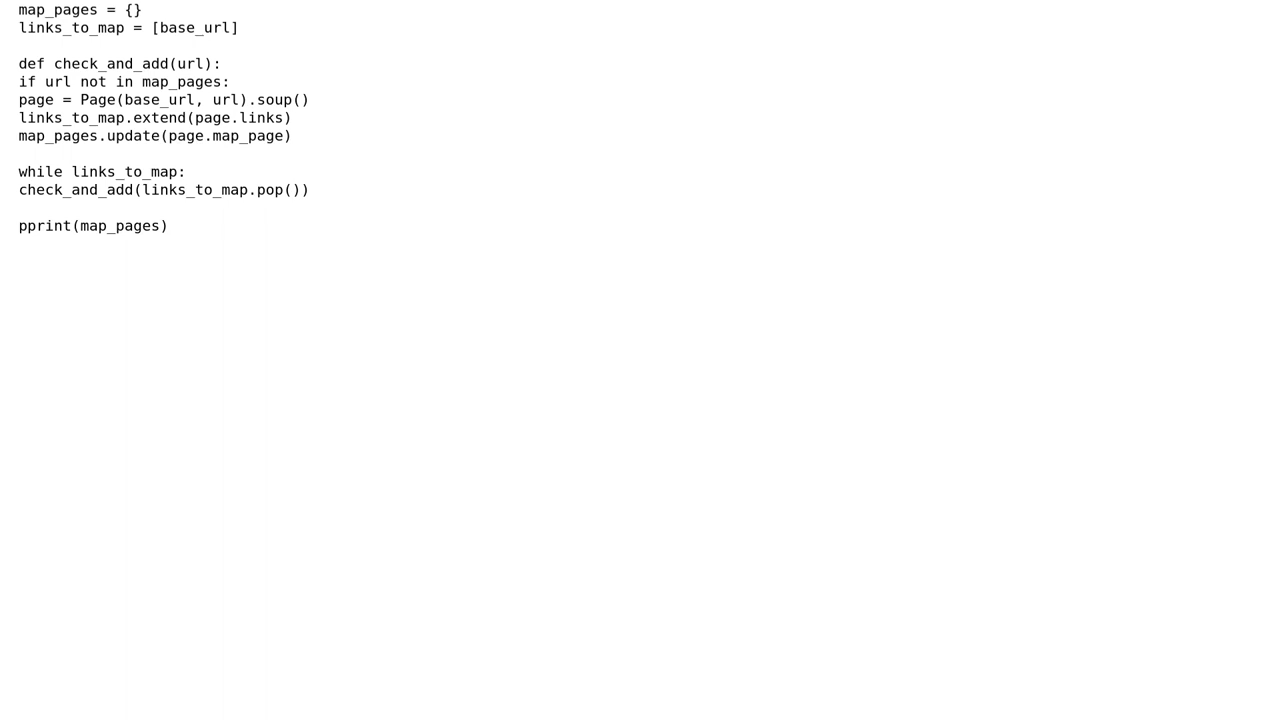 map_pages = {}
links_to_map = [base_url]
def check_and_add(url):
if url not in map_pages:
page = Page(base_url, url).soup()
links_to_map.extend(page.links)
map_pages.update(page.map_page)
while links_to_map:
check_and_add(links_to_map.pop())
pprint(map_pages)